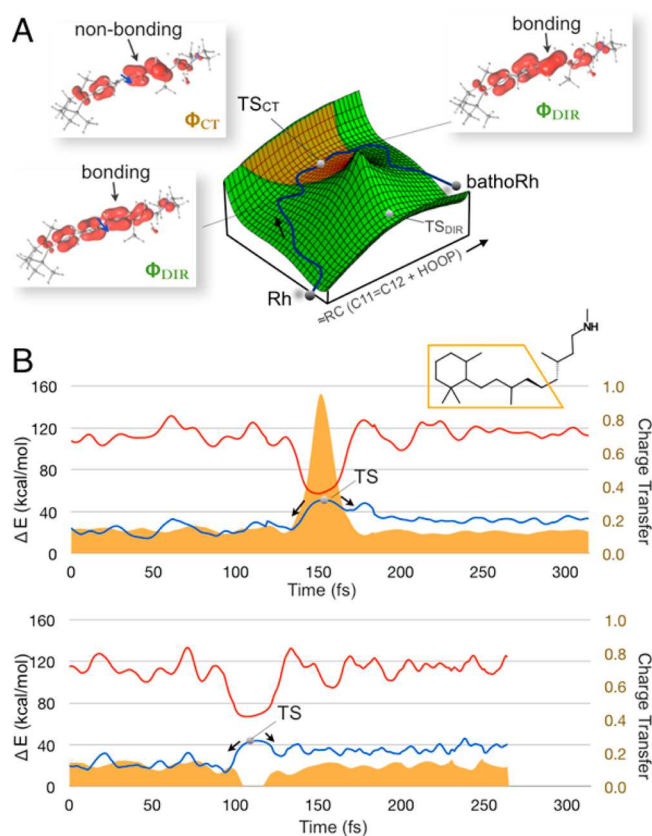 A
non-bonding
bonding
TSCT
ΦCT
ΦDIR
bonding
bathoRh
TSDIR
ΦDIR
Rh
≈RC (C11=C12 + HOOP)
NH
B
160
120
80
40
0
ΔE (kcal/mol)
TS
1.0
0.8
0.6
0.4
0.2
0.0
Charge Transfer
0 50 100 150 200 250 300
Time (fs)
160
120
80
40
0
ΔE (kcal/mol)
TS
1.0
0.8
0.6
0.4
0.2
0.0
Charge Transfer
0 50 100 150 200 250 300
Time (fs)